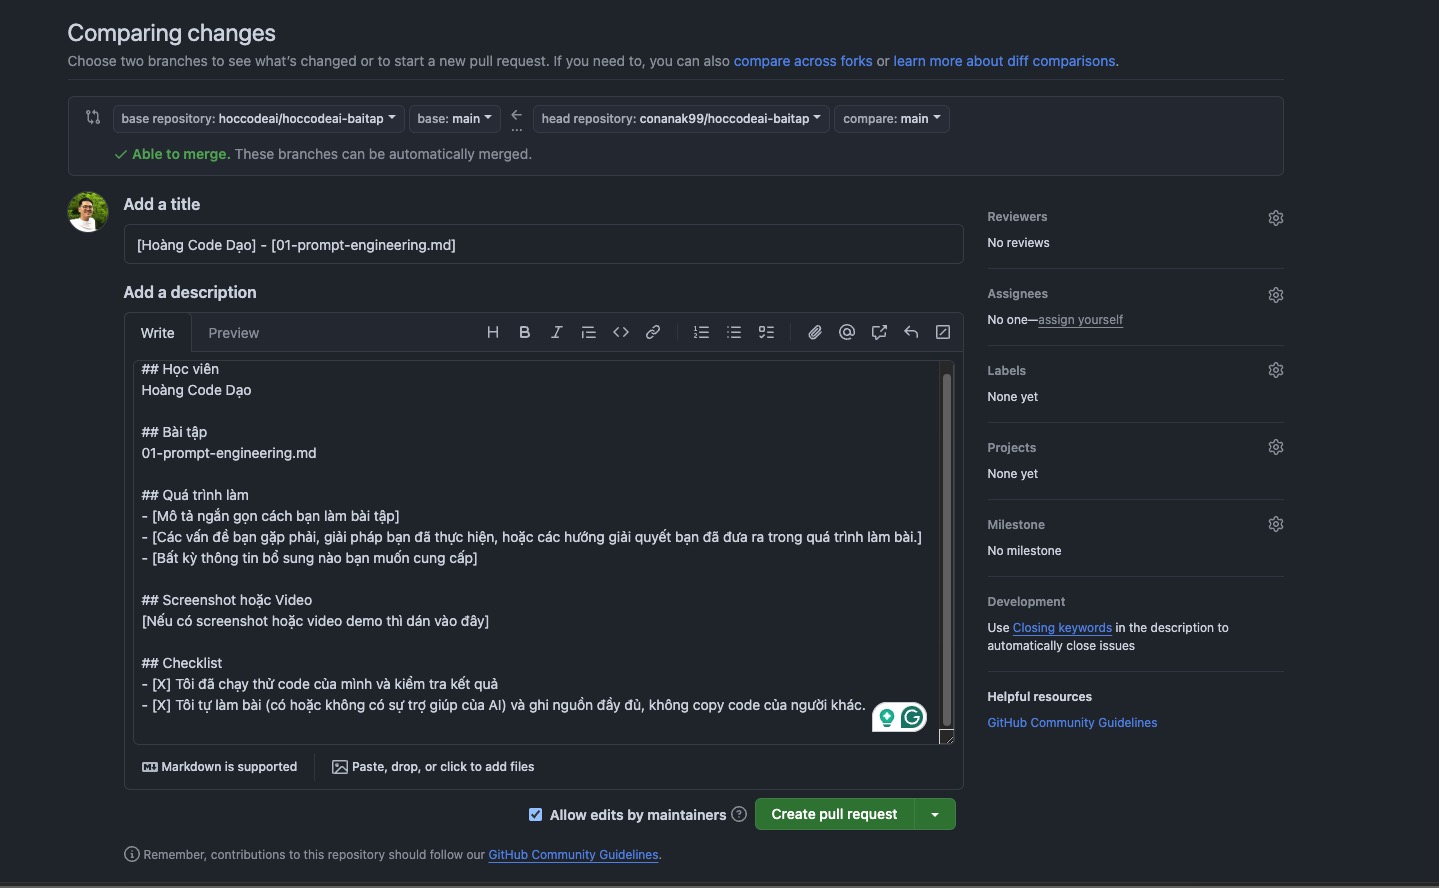 Comparing changes
Choose two branches to see what's changed or to start a new pull request. If you need to, you can also compare across forks or learn more about diff comparisons.
base repository: hoccodeai/hoccodeai-baitap base: main ... head repository: conanak99/hoccodeai-baitap compare: main
Able to merge. These branches can be automatically merged.
Add a title
[Hoàng Code Dạo] - [01-prompt-engineering.md]
Add a description
Write Preview
## Học viên
Hoàng Code Dạo
## Bài tập
01-prompt-engineering.md
## Quá trình làm
- [Mô tả ngắn gọn cách bạn làm bài tập]
- [Các vấn đề bạn gặp phải, giải pháp bạn đã thực hiện, hoặc các hướng giải quyết bạn đã đưa ra trong quá trình làm bài.]
- [Bất kỳ thông tin bổ sung nào bạn muốn cung cấp]
## Screenshot hoặc Video
[Nếu có screenshot hoặc video demo thì dán vào đây]
## Checklist
- [X] Tôi đã chạy thử code của mình và kiểm tra kết quả
- [X] Tôi tự làm bài (có hoặc không có sự trợ giúp của AI) và ghi nguồn đầy đủ, không copy code của người khác.
Markdown is supported
Paste, drop, or click to add files
Allow edits by maintainers
Create pull request
Remember, contributions to this repository should follow our GitHub Community Guidelines.
Reviewers
No reviews
Assignees
No one—assign yourself
Labels
None yet
Projects
None yet
Milestone
No milestone
Development
Use Closing keywords in the description to
automatically close issues
Helpful resources
GitHub Community Guidelines